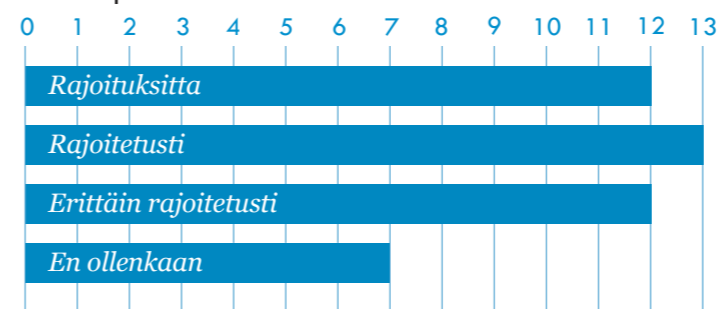 0 1 2 3 4 5 6 7 8 9 10 11 12 13
Rajoituksitta
Rajoitetusti
Erittäin rajoitetusti
En ollenkaan